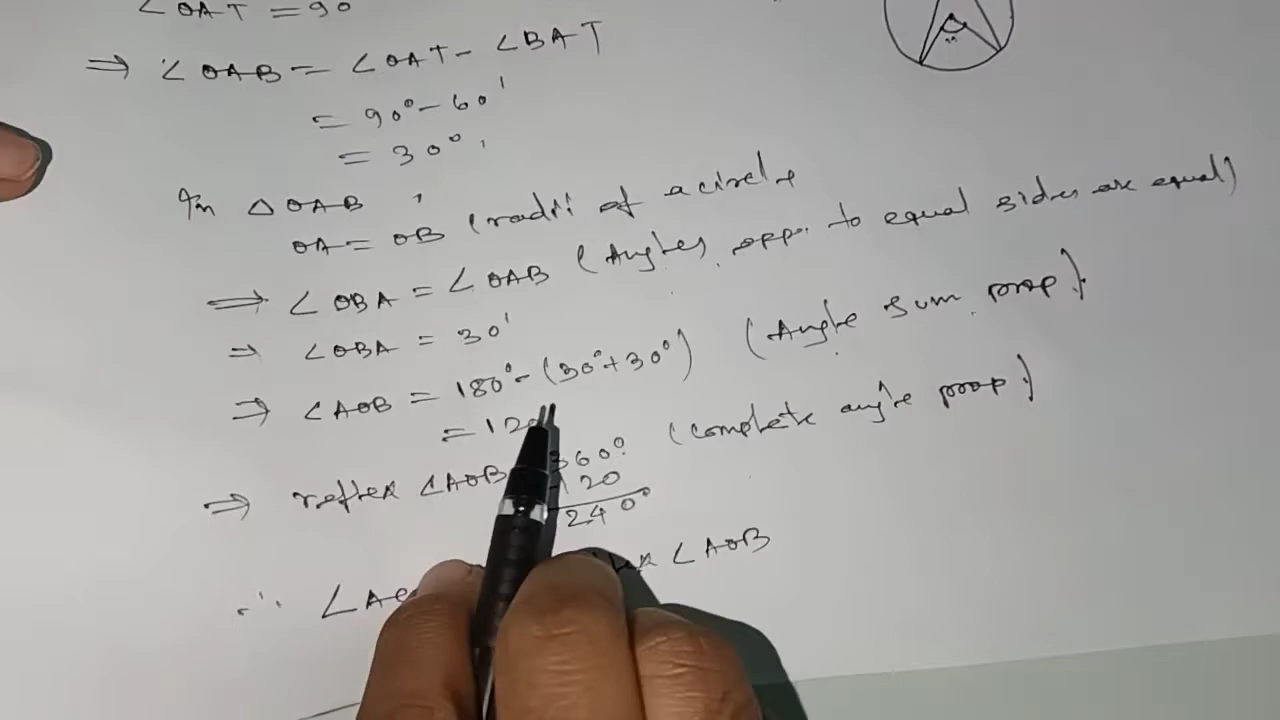 ∠OAT = 90
⇒ ∠OAB = ∠OAT - ∠BAT
= 90° - 60'
= 30°.
In △OAB,
OA = OB (radii of a circle
⇒ ∠OBA = ∠OAB (Angles oppo. to equal sides are equal)
⇒ ∠OBA = 30'
⇒ ∠AOB = 180° - (30° + 30°) (Angle sum prop.)
= 12
⇒ reflex ∠AOB 360° (complete angle prop.)
120
240°
∴ ∠A ∠AOB